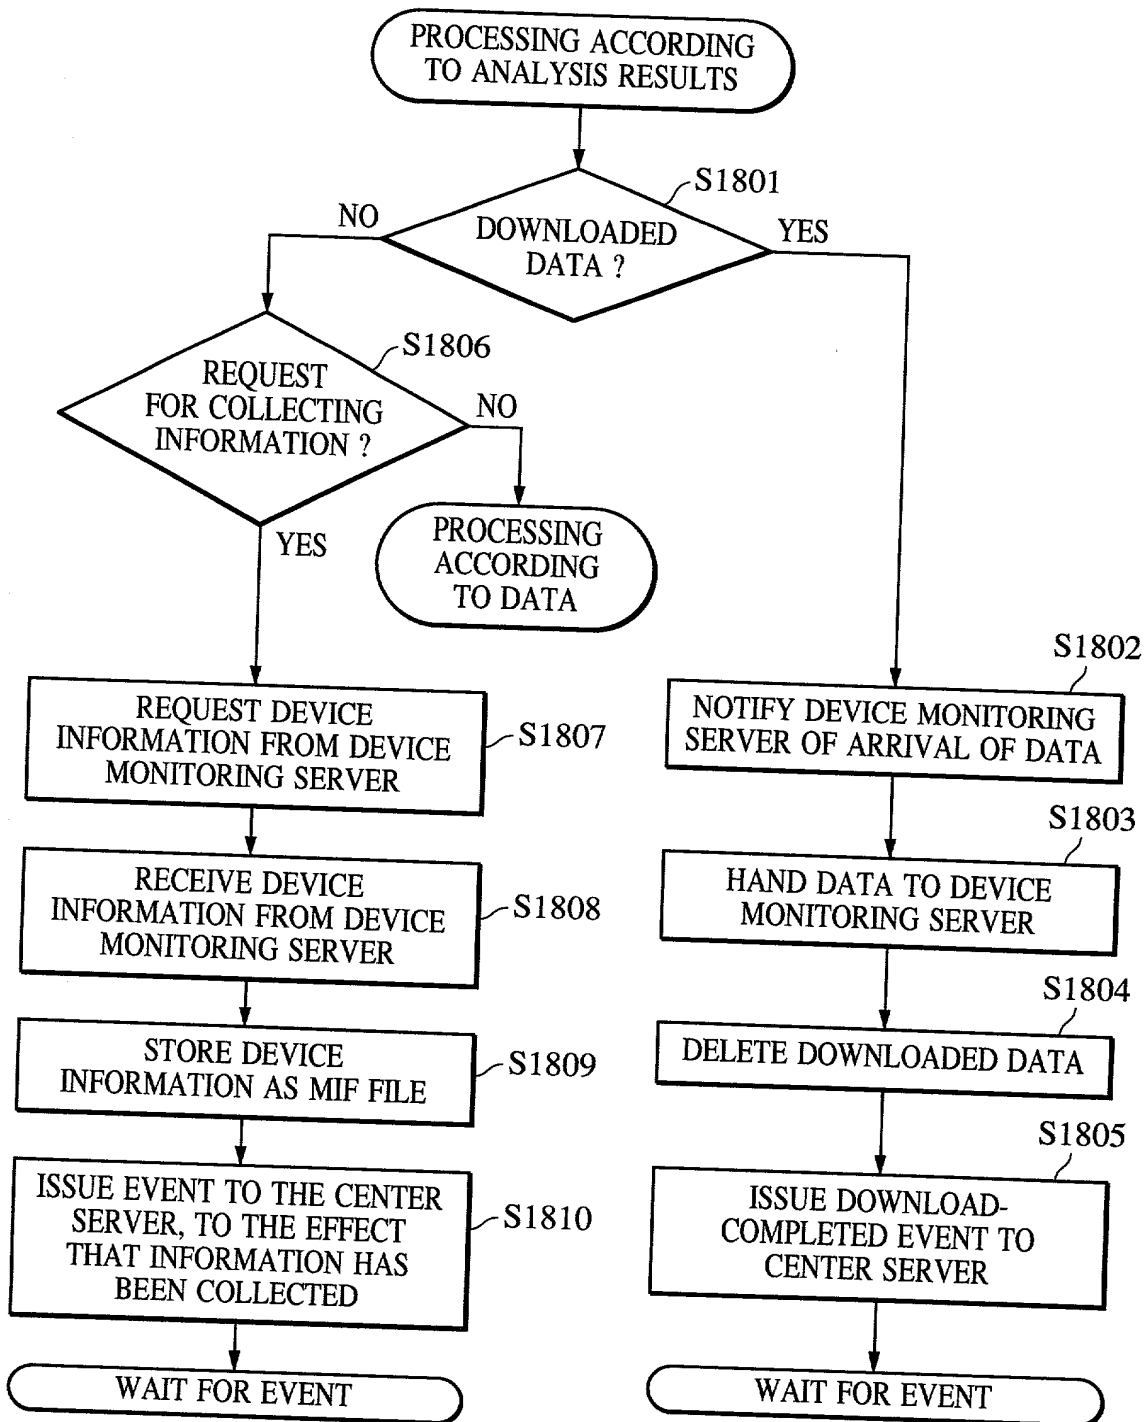 PROCESSING ACCORDING
TO ANALYSIS RESULTS
S1801
NO
DOWNLOADED
DATA ?
YES
S1806
REQUEST
FOR COLLECTING
INFORMATION ?
NO
YES
PROCESSING
ACCORDING
TO DATA
REQUEST DEVICE
INFORMATION FROM DEVICE
MONITORING SERVER
S1807
RECEIVE DEVICE
INFORMATION FROM DEVICE
MONITORING SERVER
S1808
STORE DEVICE
INFORMATION AS MIF FILE
S1809
ISSUE EVENT TO THE CENTER
SERVER, TO THE EFFECT
THAT INFORMATION HAS
BEEN COLLECTED
S1810
WAIT FOR EVENT
S1802
NOTIFY DEVICE MONITORING
SERVER OF ARRIVAL OF DATA
S1803
HAND DATA TO DEVICE
MONITORING SERVER
S1804
DELETE DOWNLOADED DATA
S1805
ISSUE DOWNLOAD-
COMPLETED EVENT TO
CENTER SERVER
WAIT FOR EVENT